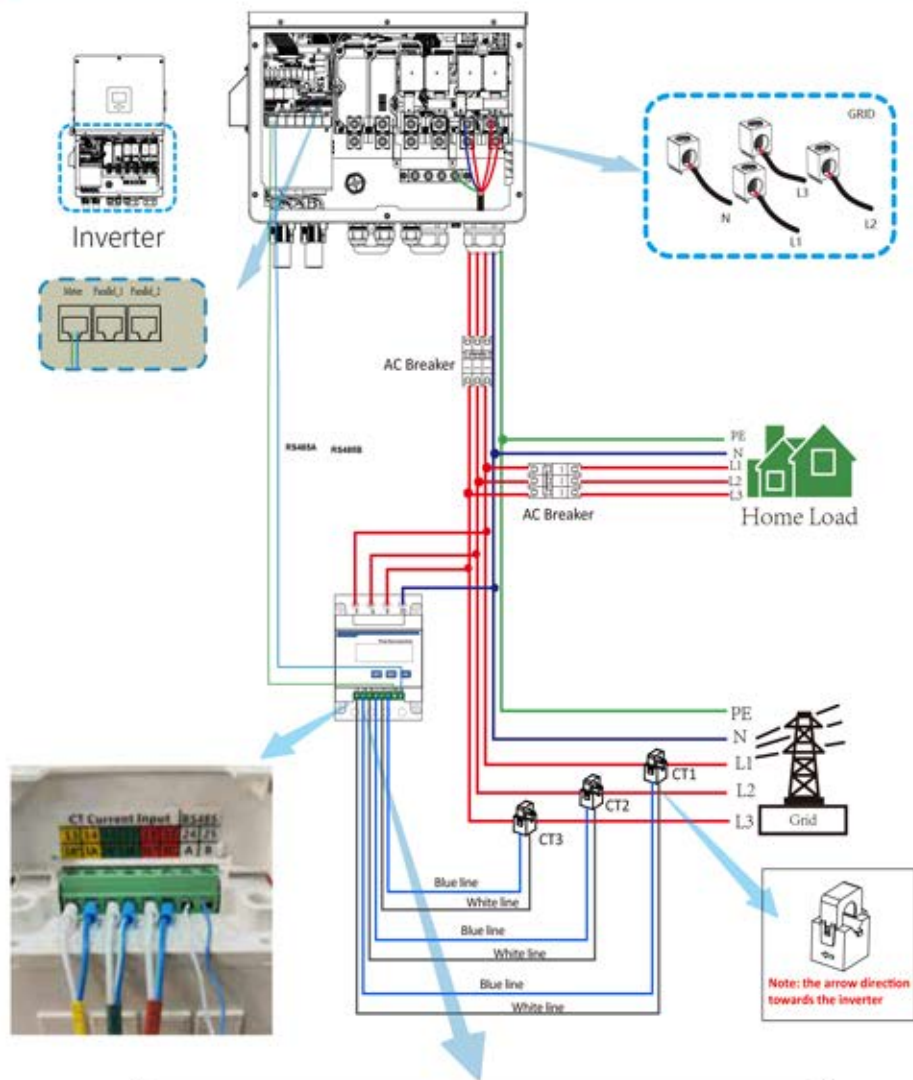 GRID
N
L3
L1
L2
Inverter
Meter Parallel_1 Parallel_2
AC Breaker
RS485A RS485B
PE
N
L1
L2
L3
AC Breaker
Home Load
PE
N
L1
CT1
L2
CT2
L3
CT3
Grid
CT Current Input RS485
13 14 24 25
A B
Blue line
White line
Blue line
White line
Blue line
White line
Note: the arrow direction
towards the inverter